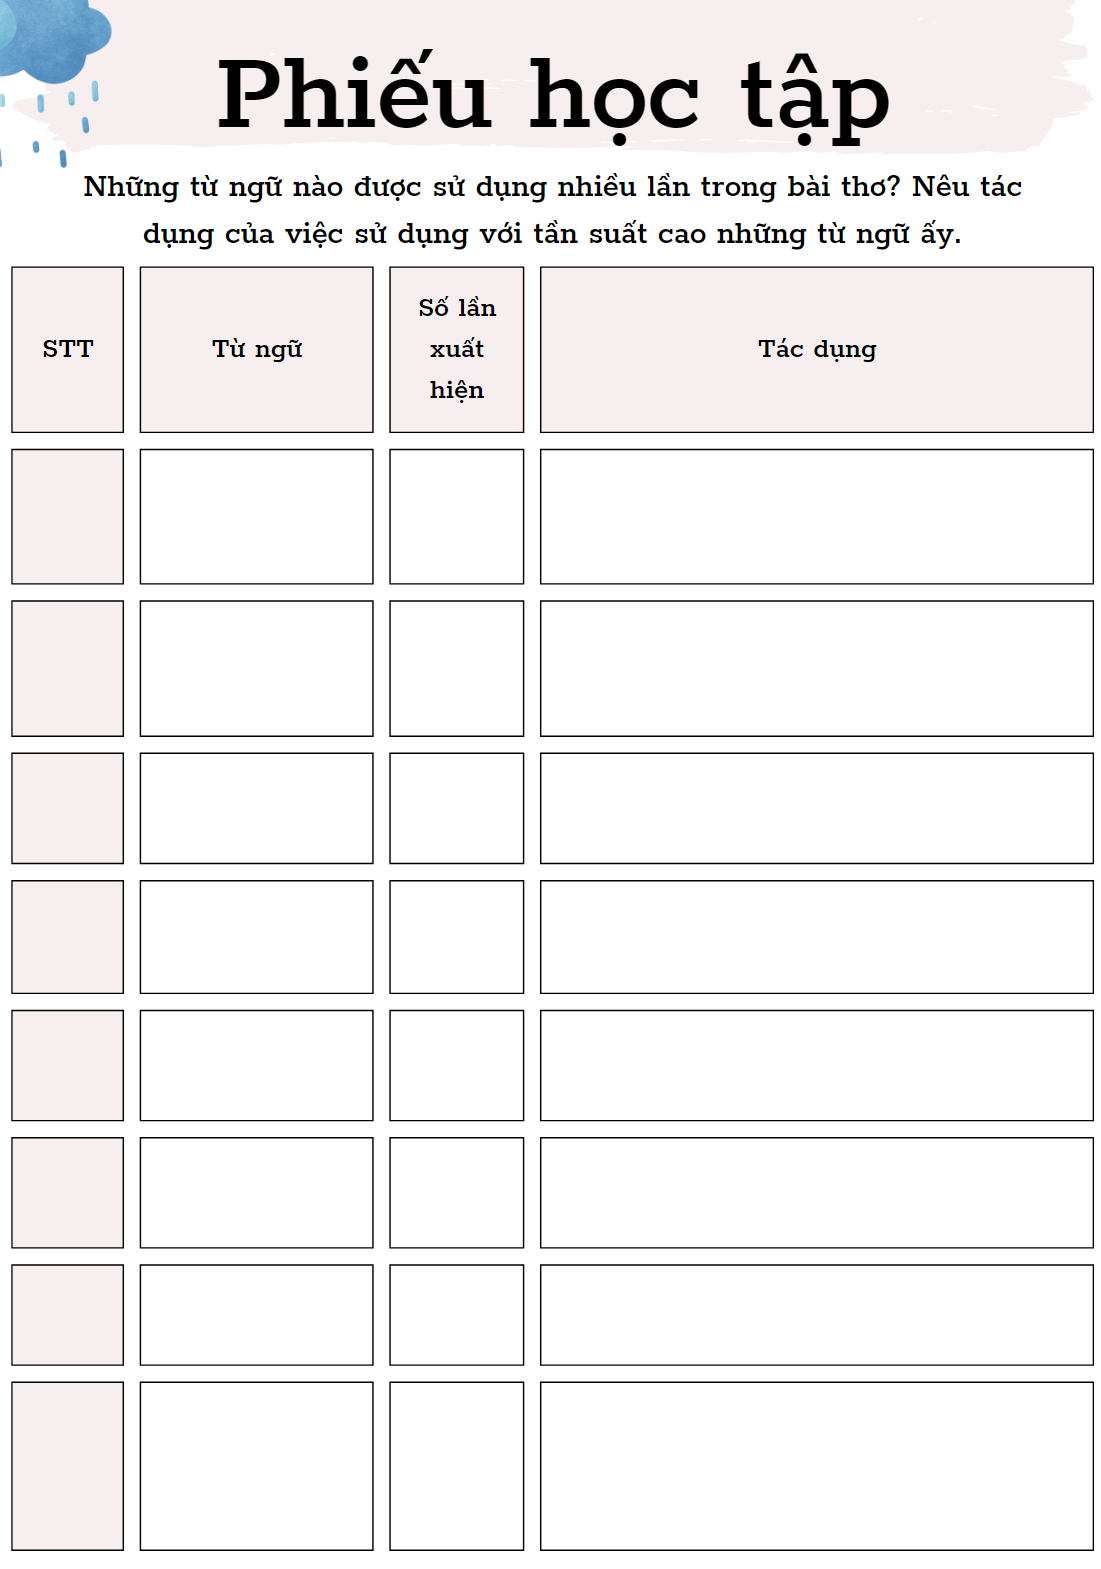 Phiếu học tập
Những từ ngữ nào được sử dụng nhiều lần trong bài thơ? Nêu tác
dụng của việc sử dụng với tần suất cao những từ ngữ ấy.
STT
Từ ngữ
Số lần
xuất
hiện
Tác dụng